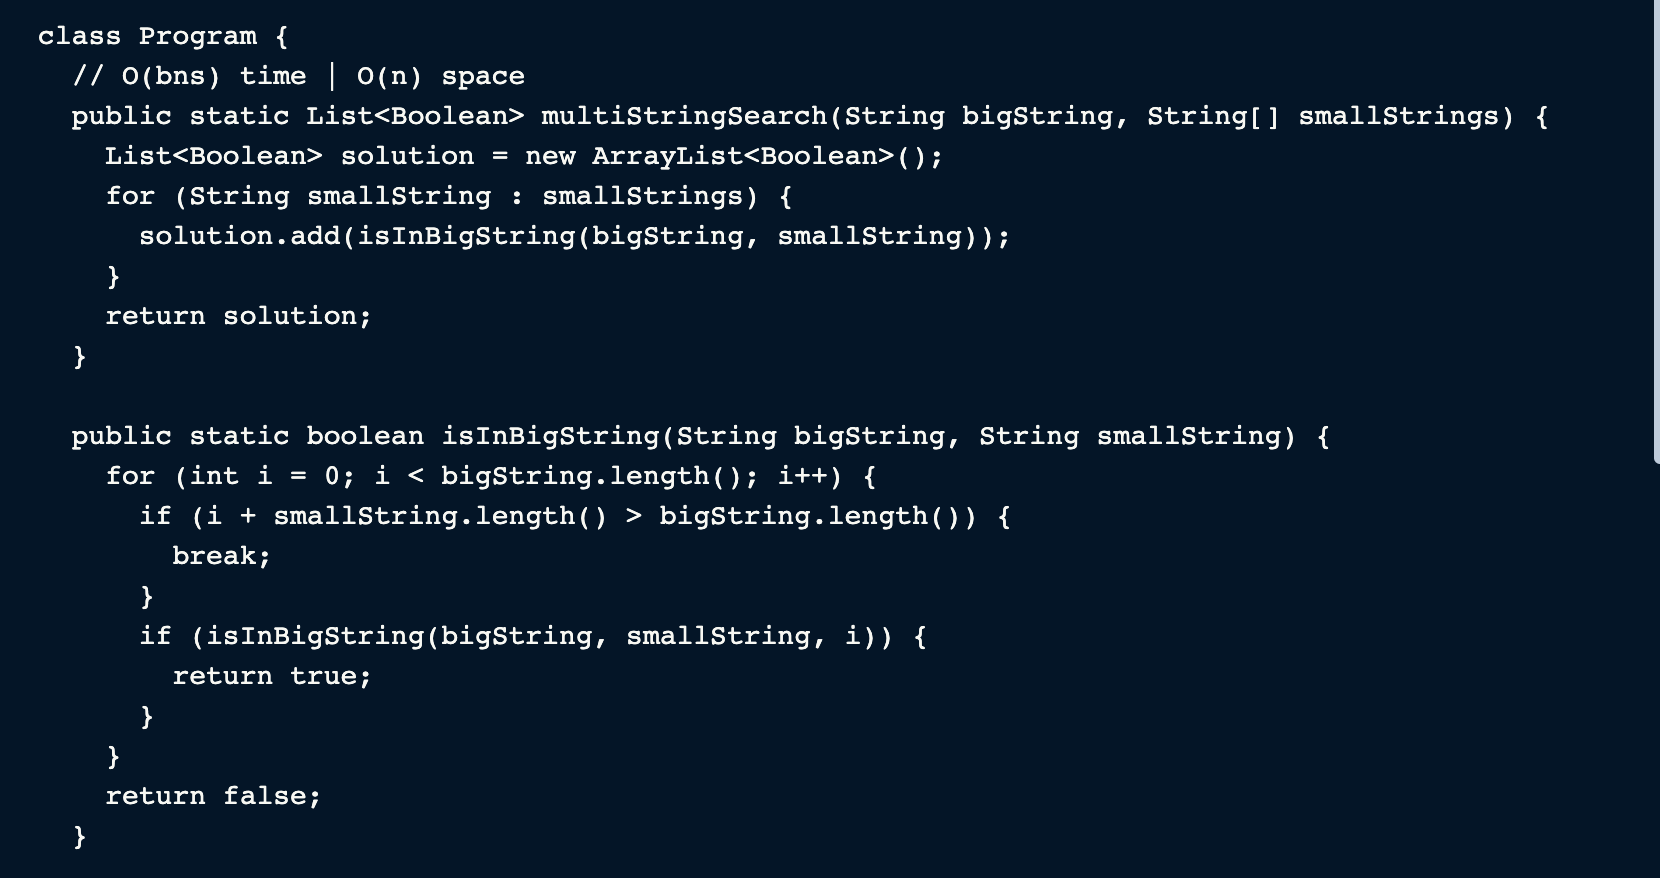 class Program {
  // O(bns) time | O(n) space
  public static List<Boolean> multiStringSearch(String bigString, String[] smallStrings) {
    List<Boolean> solution = new ArrayList<Boolean>();
    for (String smallString : smallStrings) {
      solution.add(isInBigString(bigString, smallString));
    }
    return solution;
  }

  public static boolean isInBigString(String bigString, String smallString) {
    for (int i = 0; i < bigString.length(); i++) {
      if (i + smallString.length() > bigString.length()) {
        break;
      }
      if (isInBigString(bigString, smallString, i)) {
        return true;
      }
    }
    return false;
  }